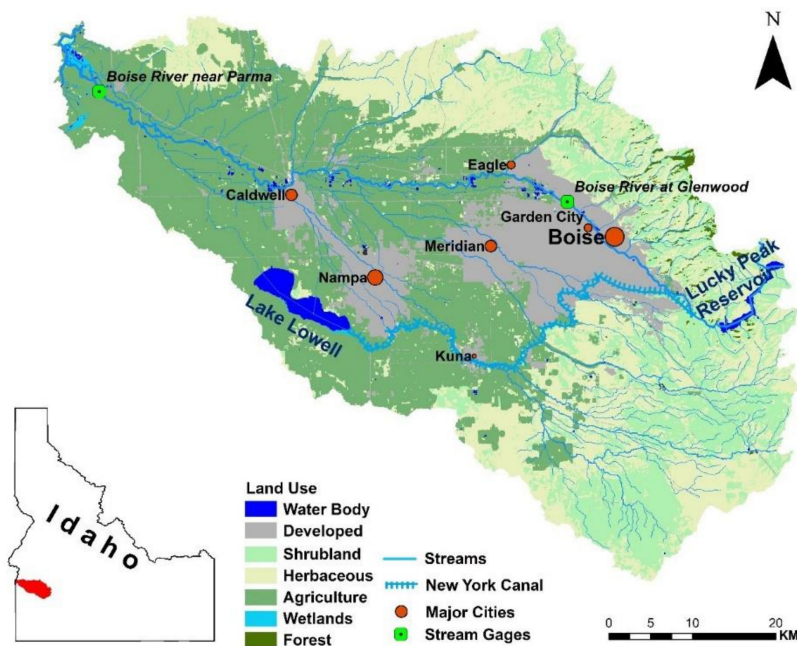 N
Boise River near Parma
Eagle
Boise River at Glenwood
Caldwell
Garden City
Boise
Meridian
Nampa
Lucky Peak
Reservoir
Lake Lowell
Kuna
Idaho
Land Use
Water Body
Developed
Shrubland
Herbaceous
Agriculture
Wetlands
Forest
Streams
New York Canal
Major Cities
Stream Gages
0 5 10 20
KM